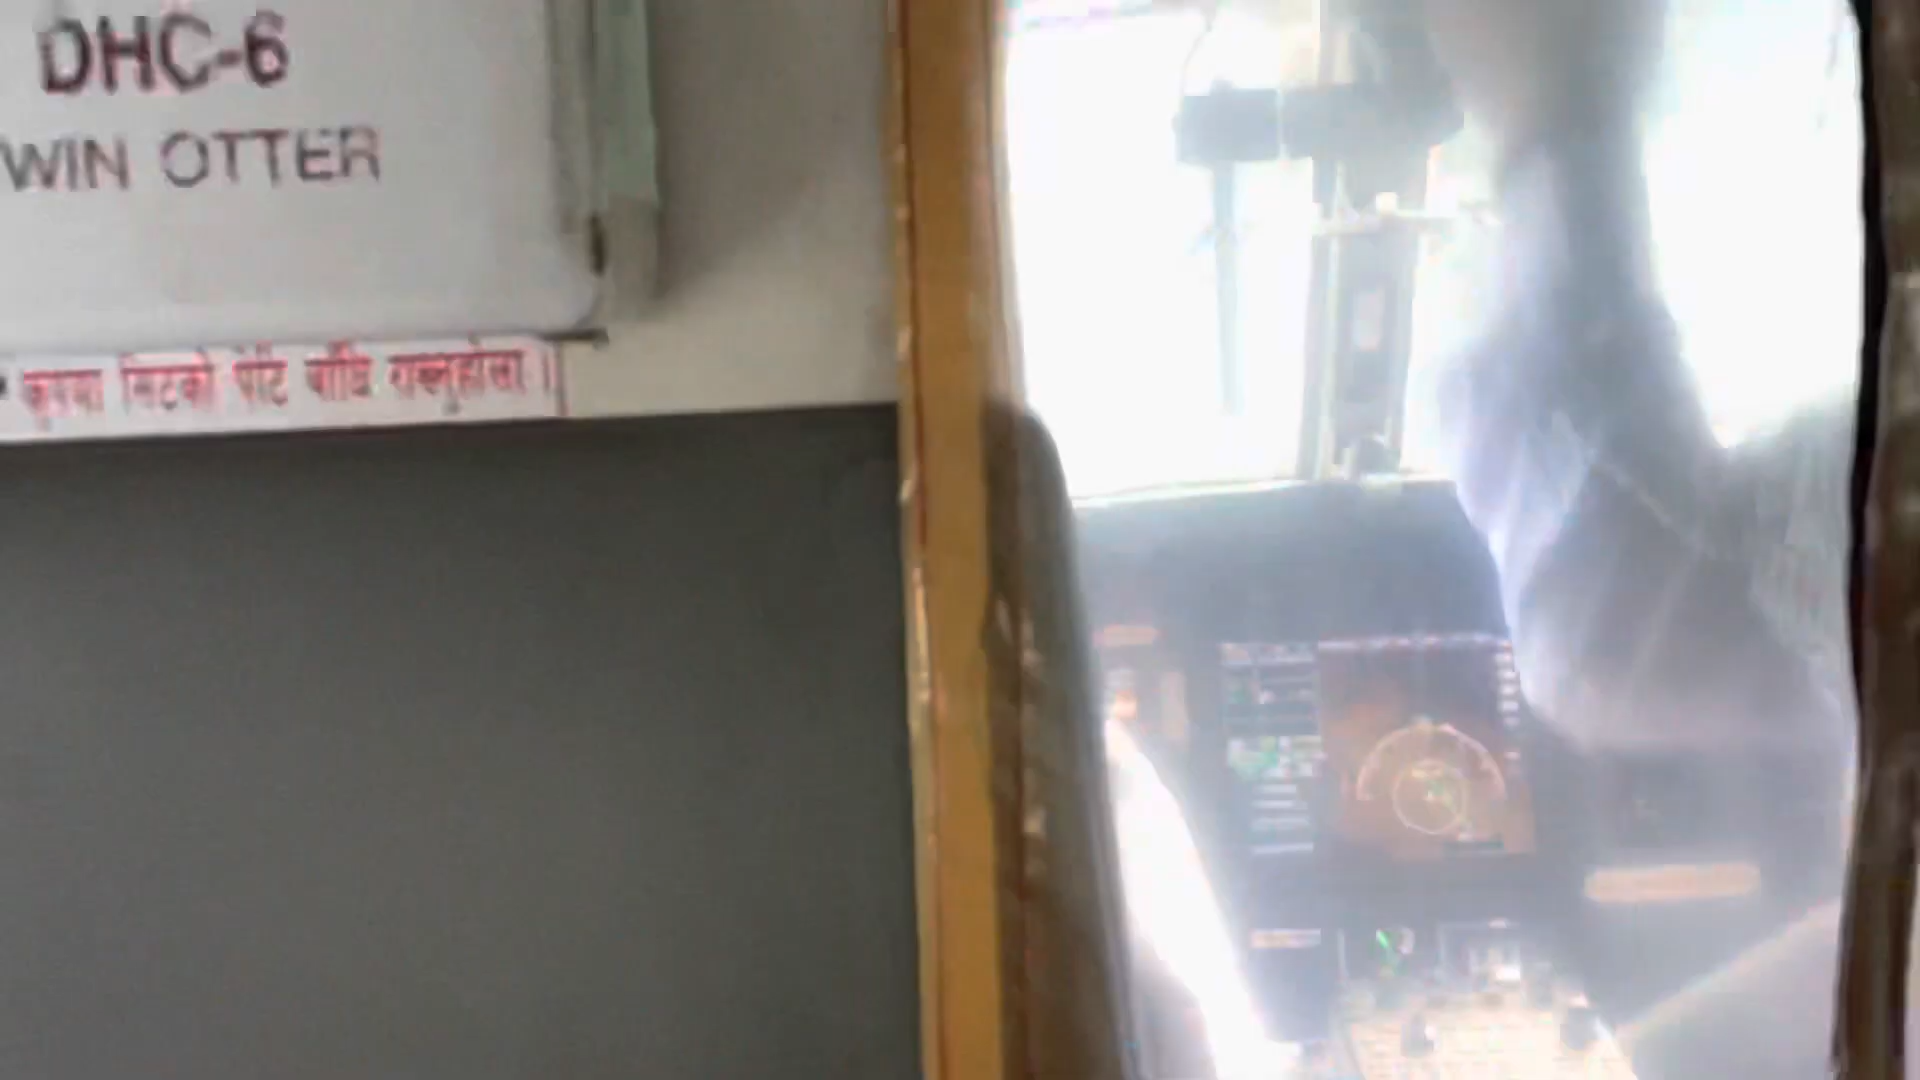 DHC-6
WIN OTTER
कृपया सिटको पेटि बाँधि राख्नुहोला ।